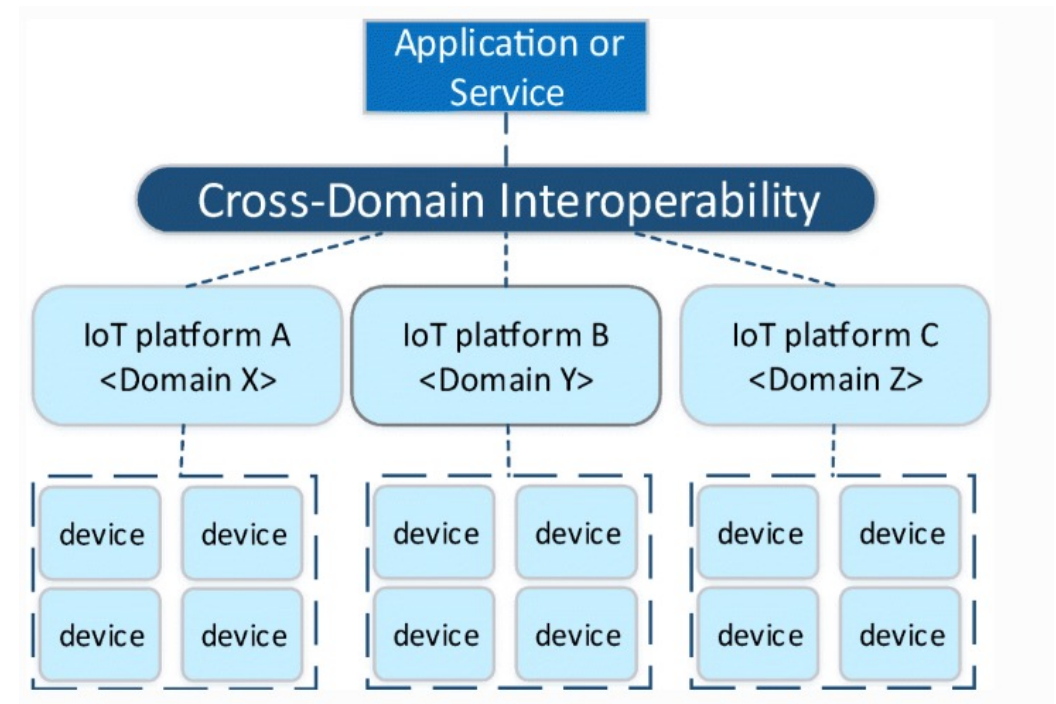 Application or
Service
Cross-Domain Interoperability
IoT platform A
<Domain X>
IoT platform B
<Domain Y>
IoT platform C
<Domain Z>
device device
device device
device device
device device
device device
device device